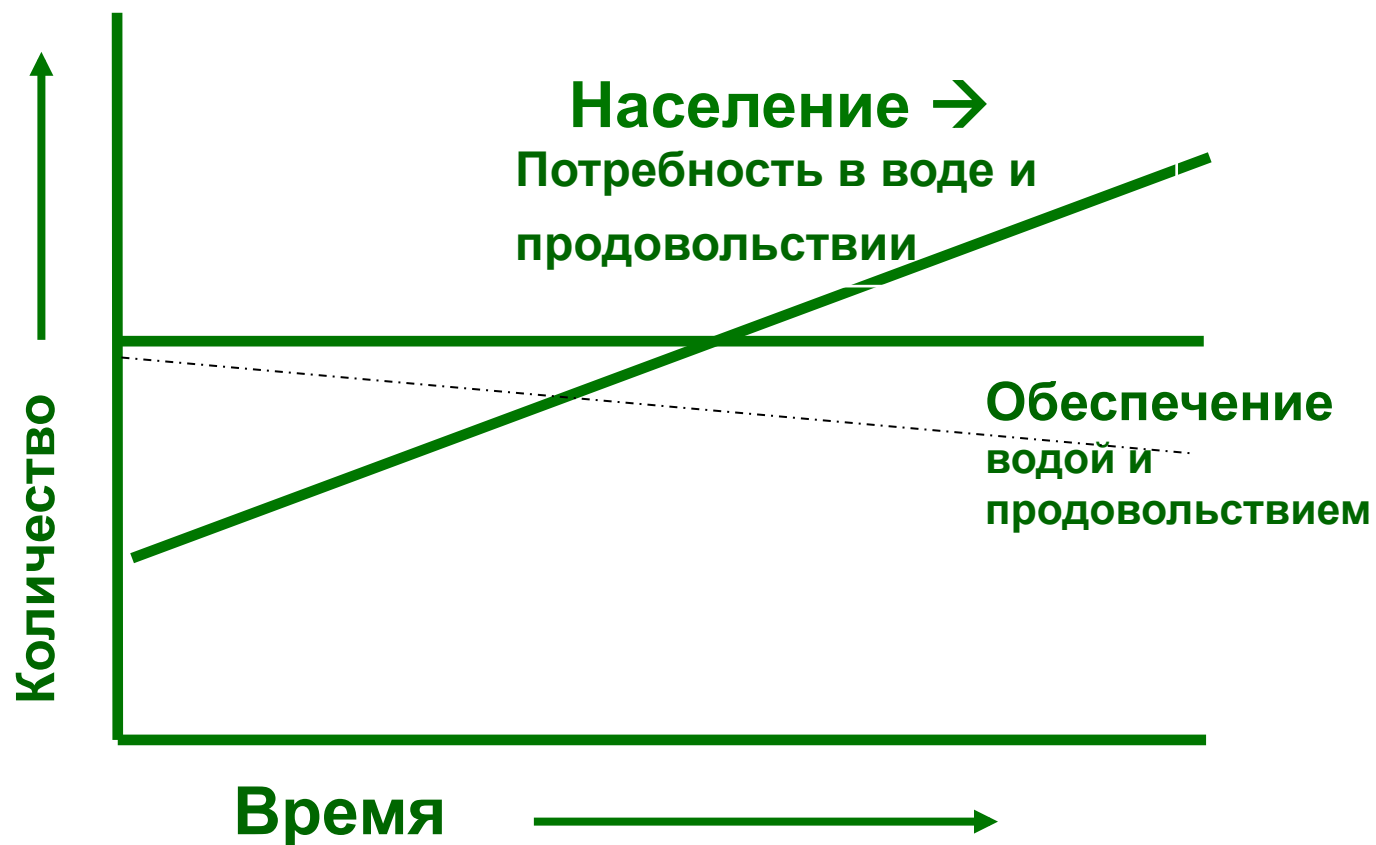 Население →
Потребность в воде и
продовольствии
Обеспечение
водой и
продовольствием
Количество
Время